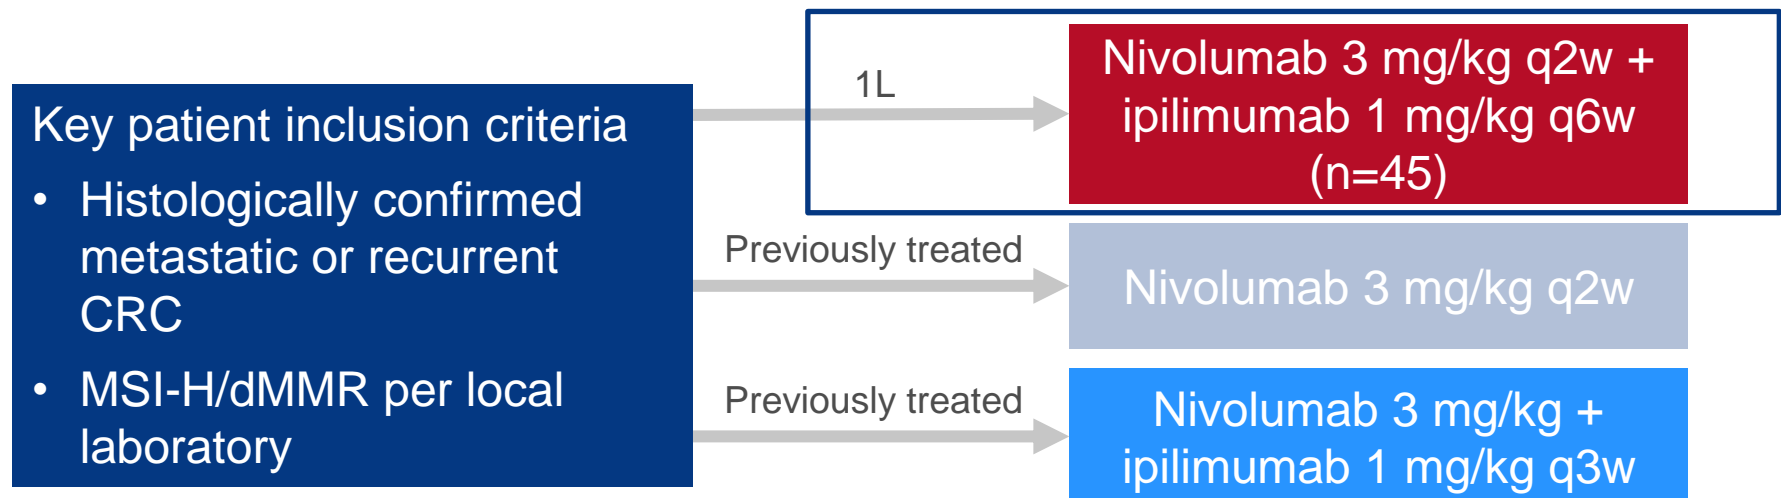 Key patient inclusion criteria
• Histologically confirmed
metastatic or recurrent
CRC
• MSI-H/dMMR per local
laboratory
1L
Nivolumab 3 mg/kg q2w +
ipilimumab 1 mg/kg q6w
(n=45)
Previously treated
Nivolumab 3 mg/kg q2w
Previously treated
Nivolumab 3 mg/kg +
ipilimumab 1 mg/kg q3w